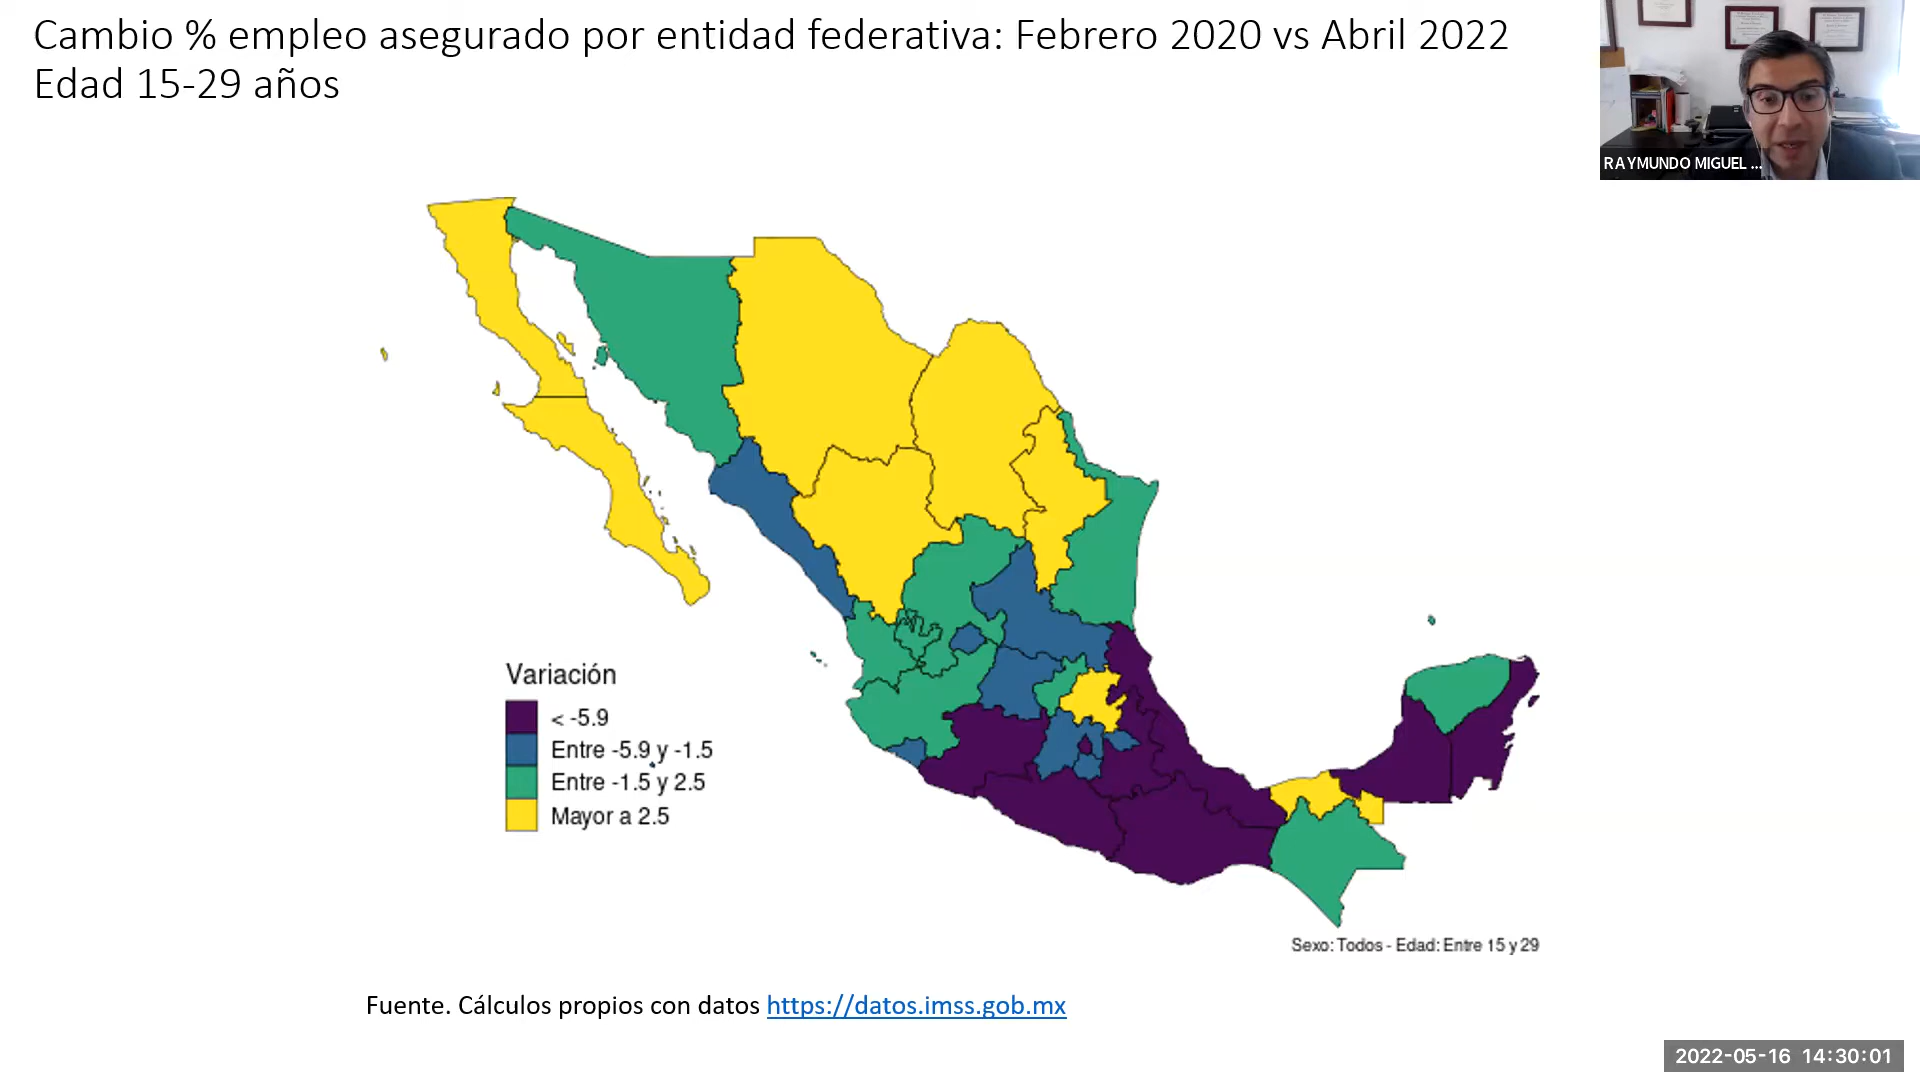 Cambio % empleo asegurado por entidad federativa: Febrero 2020 vs Abril 2022
Edad 15-29 años
RAYMUNDO MIGUEL ...
Variación
< -5.9
Entre -5.9 y -1.5
Entre -1.5 y 2.5
Mayor a 2.5
Sexo: Todos - Edad: Entre 15 y 29
Fuente. Cálculos propios con datos https://datos.imss.gob.mx
2022-05-16 14:30:01